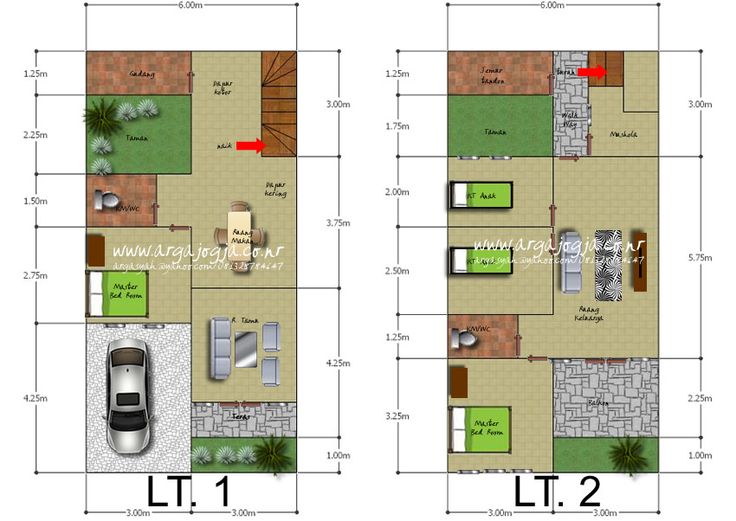 6.00m
6.00m
1.25m
Gudang
Dapur
kotor
3.00m
2.25m
Taman
naik
Dapur
kering
1.50m
KM/WC
3.75m
Ruang
Makan
www.argajogja.co.nr
argasyah@yahoo.com/081328784647
2.75m
Master
Bed Room
R. Tamu
4.25m
4.25m
Teras
1.00m
LT. 1
3.00m
3.00m
1.25m
Jemur
tandon
turun
3.00m
1.75m
Taman
Walk
Way
Mushola
2.00m
KT. Anak
www.argajogja.co.nr
argasyah@yahoo.com/081328784647
5.75m
2.50m
KT. Anak
Ruang
Keluarga
1.25m
KM/WC
3.25m
Balkon
2.25m
Master
Bed Room
1.00m
LT. 2
3.00m
3.00m